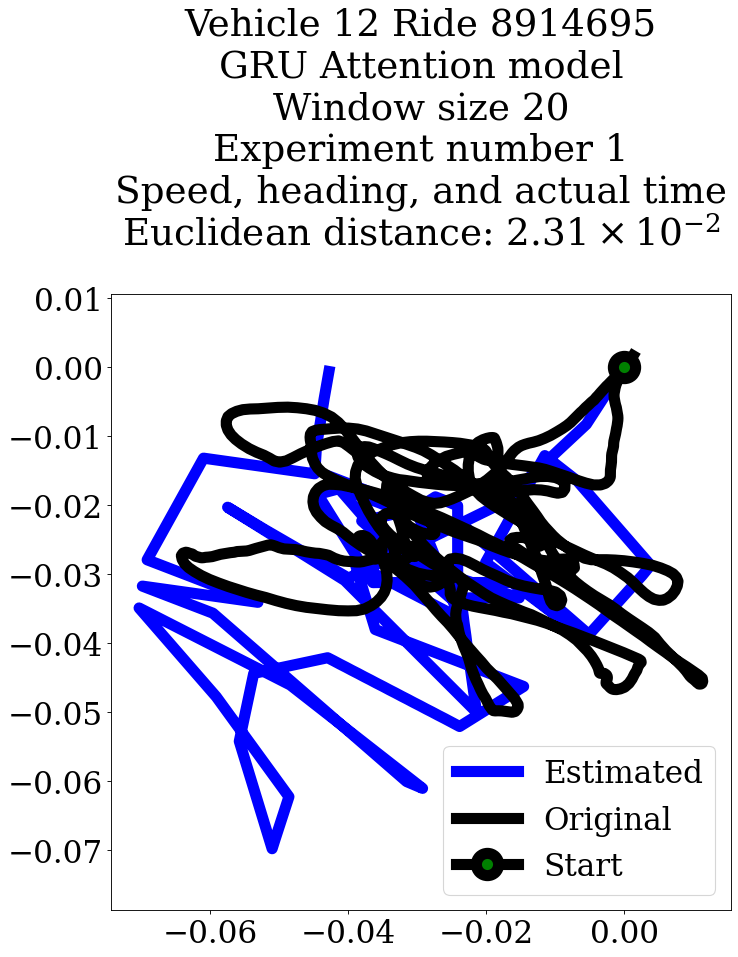 Vehicle 12 Ride 8914695
GRU Attention model
Window size 20
Experiment number 1
Speed, heading, and actual time
Euclidean distance: 2.31 × 10⁻²
0.01
0.00
−0.01
−0.02
−0.03
−0.04
−0.05
−0.06
−0.07
Estimated
Original
Start
−0.06 −0.04 −0.02 0.00